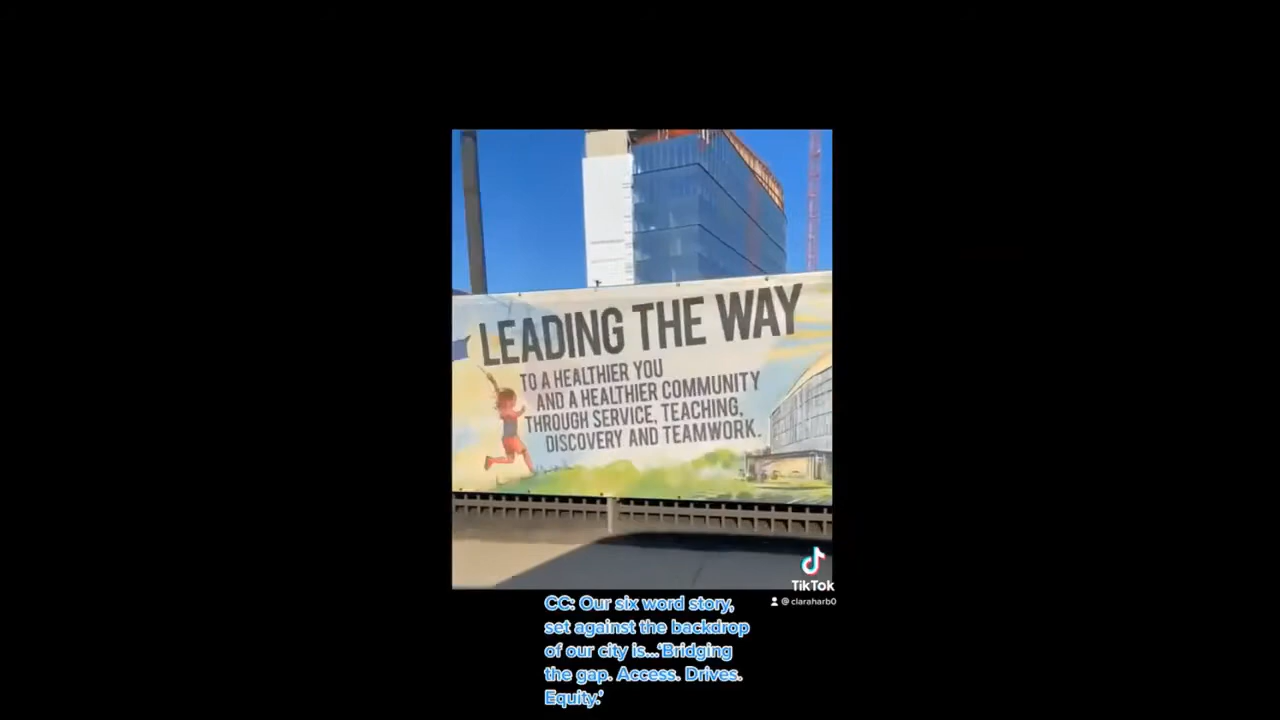 LEADING THE WAY
TO A HEALTHIER YOU
AND A HEALTHIER COMMUNITY
THROUGH SERVICE, TEACHING,
DISCOVERY AND TEAMWORK.
TikTok
@ claraharb0
CC: Our six word story,
set against the backdrop
of our city is...‘Bridging
the gap. Access. Drives.
Equity.’